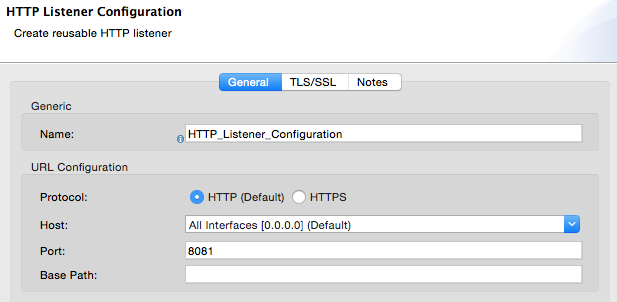 HTTP Listener Configuration
Create reusable HTTP listener
General TLS/SSL Notes
Generic
Name: HTTP_Listener_Configuration
URL Configuration
Protocol: HTTP (Default) HTTPS
Host: All Interfaces [0.0.0.0] (Default)
Port: 8081
Base Path: